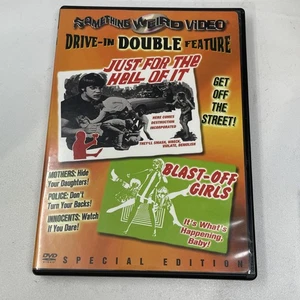 SOMETHING WEIRD VIDEO
DRIVE-IN DOUBLE FEATURE
JUST FOR THE
HELL OF IT
HERE COMES
DESTRUCTION
INCORPORATED
THEY'LL SMASH, WRECK,
VIOLATE, DEMOLISH
GET
OFF
THE
STREET!
BLAST-OFF
GIRLS
It's What's
Happening,
Baby!
MOTHERS: Hide
Your Daughters!
POLICE: Don't
Turn Your Backs!
INNOCENTS: Watch
If You Dare!
DVD
SPECIAL EDITION